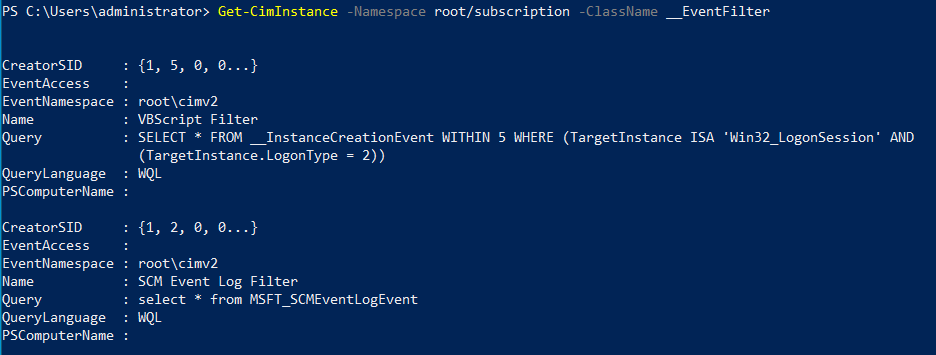 PS C:\Users\administrator> Get-CimInstance -Namespace root/subscription -ClassName __EventFilter
CreatorSID : {1, 5, 0, 0...}
EventAccess :
EventNamespace : root\cimv2
Name : VBScript Filter
Query : SELECT * FROM __InstanceCreationEvent WITHIN 5 WHERE (TargetInstance ISA 'Win32_LogonSession' AND
(TargetInstance.LogonType = 2))
QueryLanguage : WQL
PSComputerName :
CreatorSID : {1, 2, 0, 0...}
EventAccess :
EventNamespace : root\cimv2
Name : SCM Event Log Filter
Query : select * from MSFT_SCMEventLogEvent
QueryLanguage : WQL
PSComputerName :